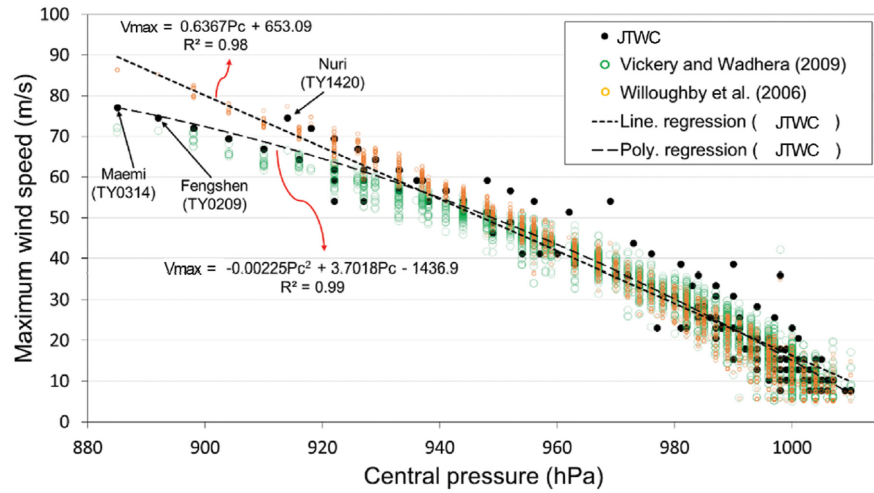 Vmax = 0.6367Pc + 653.09
R² = 0.98
Nuri
(TY1420)
JTWC
Vickery and Wadhera (2009)
Willoughby et al. (2006)
Line. regression ( JTWC )
Poly. regression ( JTWC )
Maemi
(TY0314)
Fengshen
(TY0209)
Vmax = -0.00225Pc² + 3.7018Pc - 1436.9
R² = 0.99
Maximum wind speed (m/s)
100
90
80
70
60
50
40
30
20
10
0
880 900 920 940 960 980 1000
Central pressure (hPa)